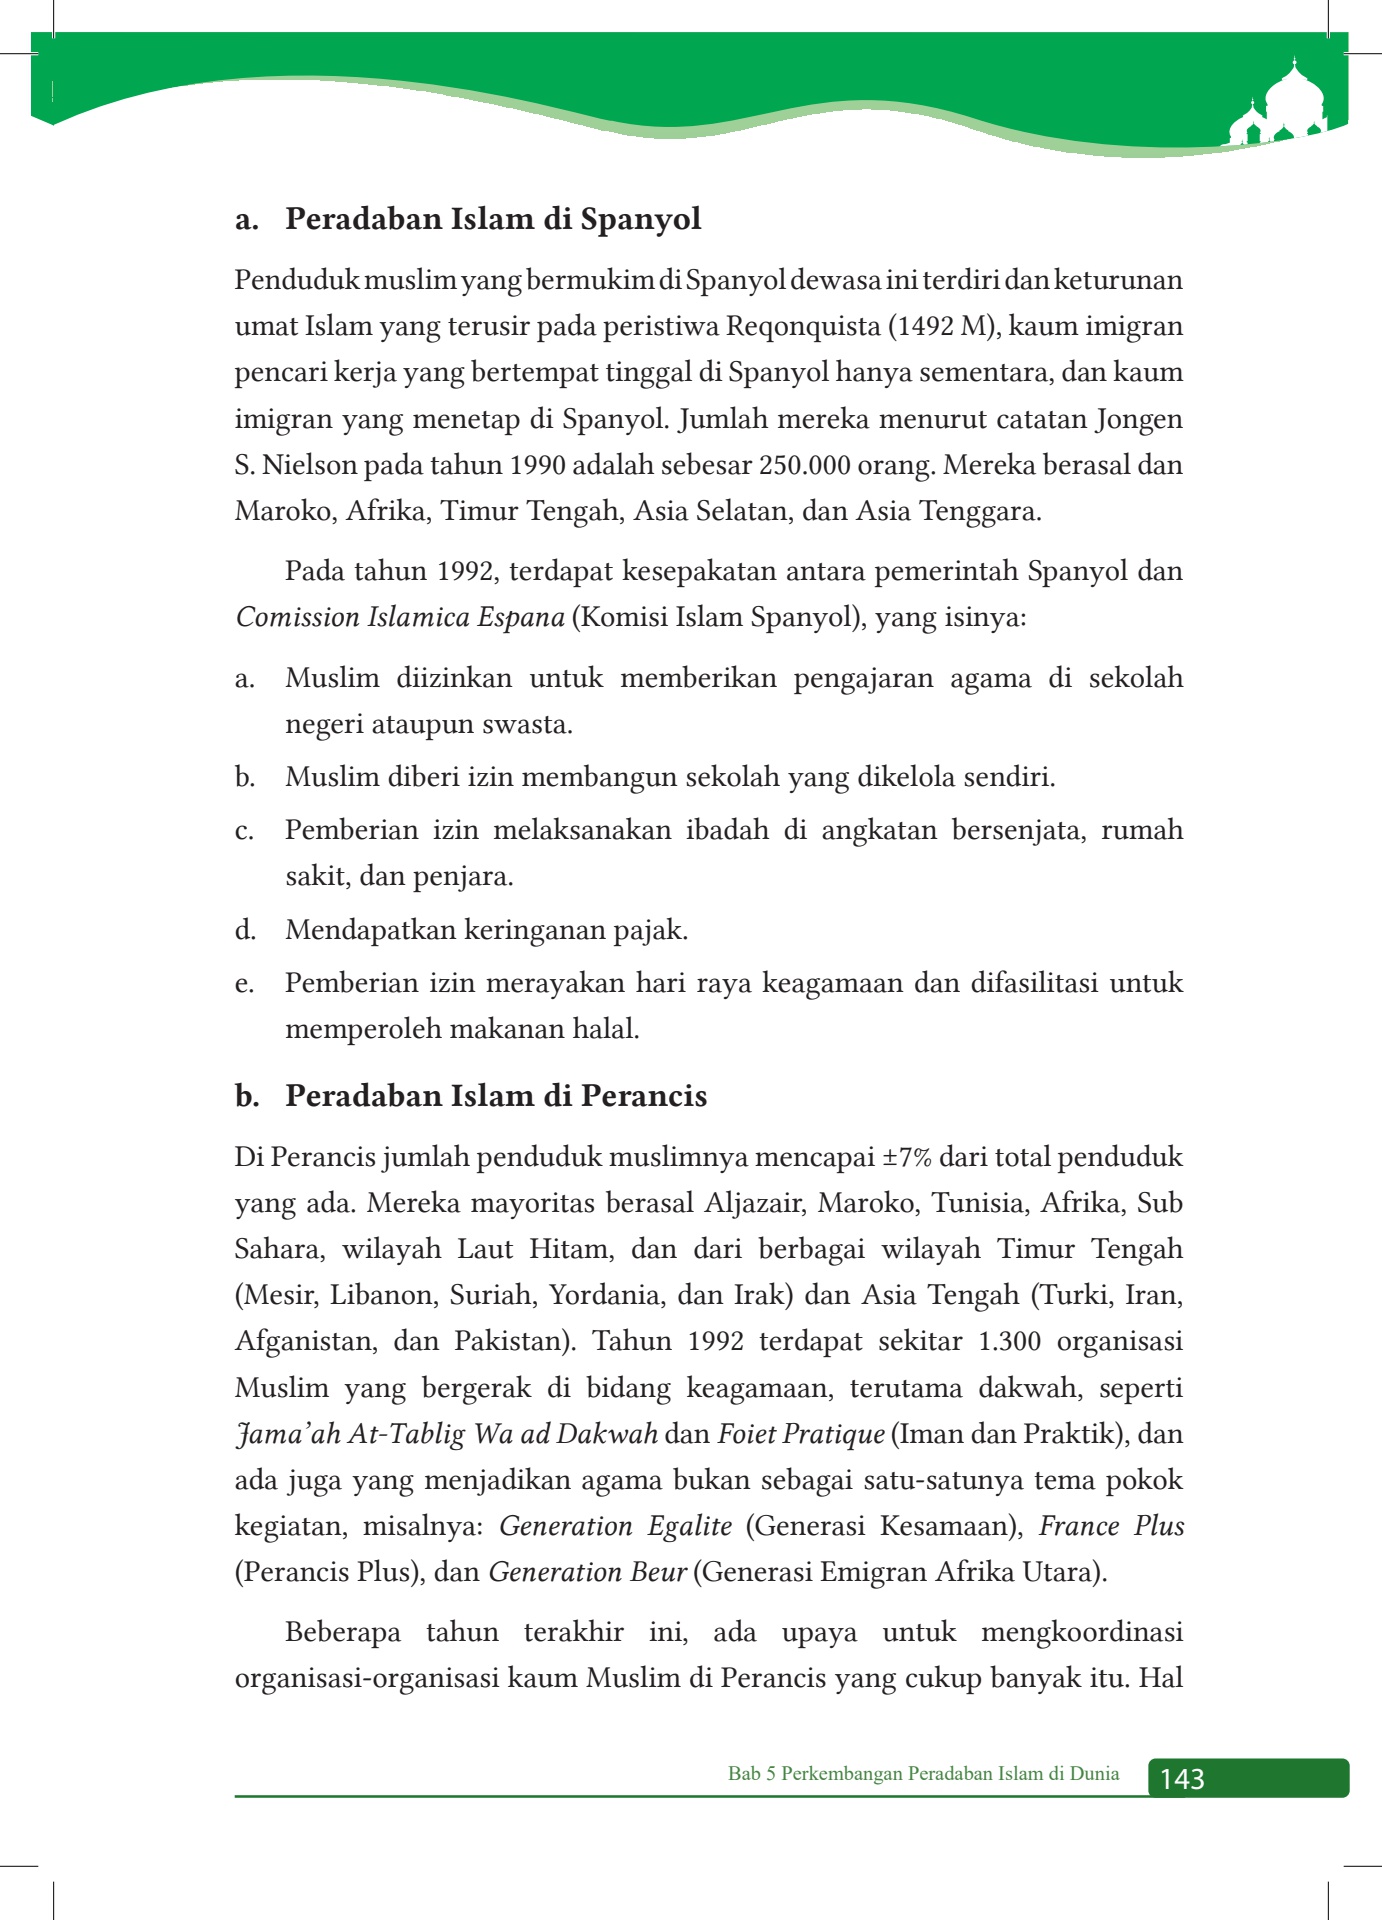 a. Peradaban Islam di Spanyol
Penduduk muslim yang bermukim di Spanyol dewasa ini terdiri dan keturunan
umat Islam yang terusir pada peristiwa Reqonquista (1492 M), kaum imigran
pencari kerja yang bertempat tinggal di Spanyol hanya sementara, dan kaum
imigran yang menetap di Spanyol. Jumlah mereka menurut catatan Jongen
S. Nielson pada tahun 1990 adalah sebesar 250.000 orang. Mereka berasal dan
Maroko, Afrika, Timur Tengah, Asia Selatan, dan Asia Tenggara.
Pada tahun 1992, terdapat kesepakatan antara pemerintah Spanyol dan
Comission Islamica Espana (Komisi Islam Spanyol), yang isinya:
a. Muslim diizinkan untuk memberikan pengajaran agama di sekolah
negeri ataupun swasta.
b. Muslim diberi izin membangun sekolah yang dikelola sendiri.
c. Pemberian izin melaksanakan ibadah di angkatan bersenjata, rumah
sakit, dan penjara.
d. Mendapatkan keringanan pajak.
e. Pemberian izin merayakan hari raya keagamaan dan difasilitasi untuk
memperoleh makanan halal.
b. Peradaban Islam di Perancis
Di Perancis jumlah penduduk muslimnya mencapai ±7% dari total penduduk
yang ada. Mereka mayoritas berasal Aljazair, Maroko, Tunisia, Afrika, Sub
Sahara, wilayah Laut Hitam, dan dari berbagai wilayah Timur Tengah
(Mesir, Libanon, Suriah, Yordania, dan Irak) dan Asia Tengah (Turki, Iran,
Afganistan, dan Pakistan). Tahun 1992 terdapat sekitar 1.300 organisasi
Muslim yang bergerak di bidang keagamaan, terutama dakwah, seperti
Jama’ah At-Tablig Wa ad Dakwah dan Foiet Pratique (Iman dan Praktik), dan
ada juga yang menjadikan agama bukan sebagai satu-satunya tema pokok
kegiatan, misalnya: Generation Egalite (Generasi Kesamaan), France Plus
(Perancis Plus), dan Generation Beur (Generasi Emigran Afrika Utara).
Beberapa tahun terakhir ini, ada upaya untuk mengkoordinasi
organisasi-organisasi kaum Muslim di Perancis yang cukup banyak itu. Hal
Bab 5 Perkembangan Peradaban Islam di Dunia 143